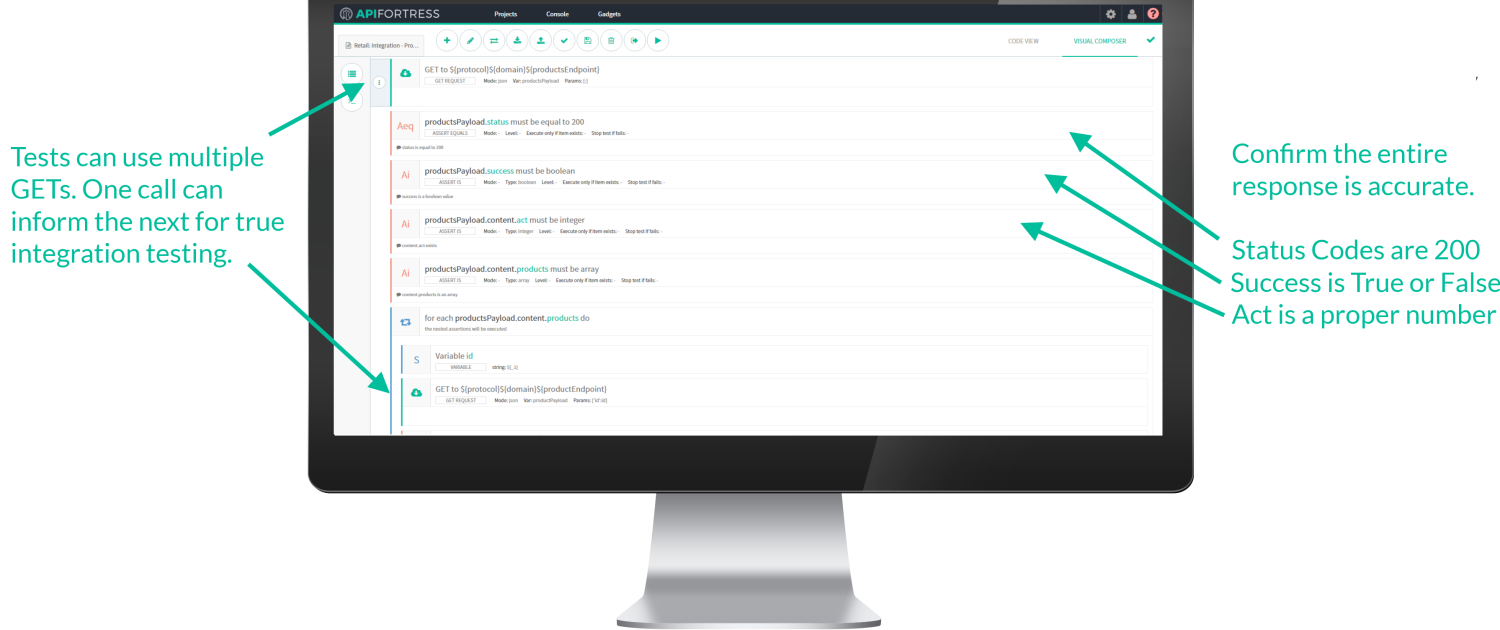 APIFORTRESS
Projects Console Gadgets
Retail: Integration - Pro...
CODE VIEW VISUAL COMPOSER
GET to ${protocol}${domain}${productsEndpoint}
GET REQUEST Mode: json Var: productsPayload Params: [:]
Aeq productsPayload.status must be equal to 200
ASSERT EQUALS Mode: - Level: - Execute only if item exists: - Stop test if fails: -
status is equal to 200
Ai productsPayload.success must be boolean
ASSERT IS Mode: - Type: boolean Level: - Execute only if item exists: - Stop test if fails: -
success is a boolean value
Ai productsPayload.content.act must be integer
ASSERT IS Mode: - Type: integer Level: - Execute only if item exists: - Stop test if fails: -
content.act exists
Ai productsPayload.content.products must be array
ASSERT IS Mode: - Type: array Level: - Execute only if item exists: - Stop test if fails: -
content.products is an array
for each productsPayload.content.products do
the nested assertions will be executed
S Variable id
VARIABLE string: ${_1}
GET to ${protocol}${domain}${productEndpoint}
GET REQUEST Mode: json Var: productPayload Params: ['id':id]
Tests can use multiple
GETs. One call can
inform the next for true
integration testing.
,
Confirm the entire
response is accurate.
Status Codes are 200
Success is True or False
Act is a proper number